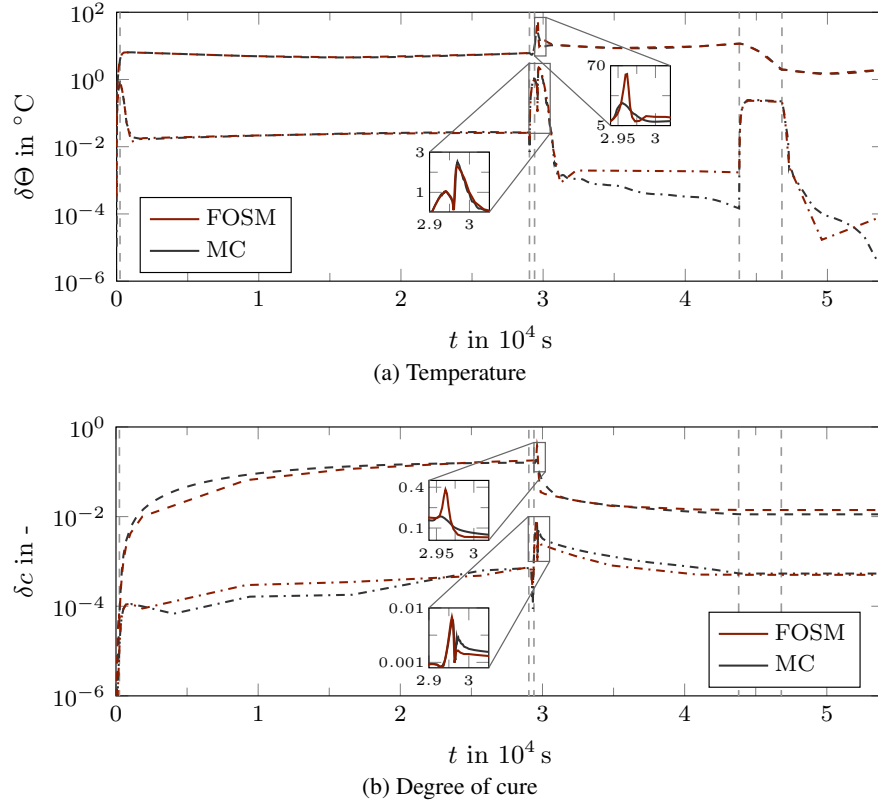 10^2
10^0
10^−2
10^−4
10^−6
δΘ in °C
70
5
2.95 3
3
1
2.9 3
FOSM
MC
0 1 2 3 4 5
t in 10^4 s
(a) Temperature
10^0
10^−2
10^−4
10^−6
δc in -
0.4
0.1
2.95 3
0.01
0.001
2.9 3
FOSM
MC
0 1 2 3 4 5
t in 10^4 s
(b) Degree of cure